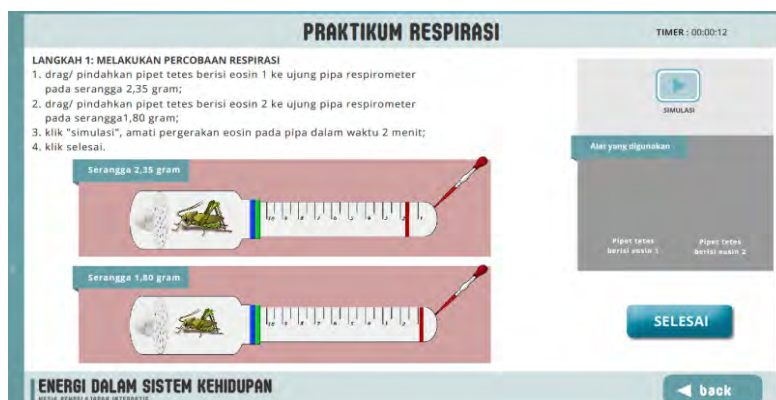 PRAKTIKUM RESPIRASI
TIMER : 00:00:12
LANGKAH 1: MELAKUKAN PERCOBAAN RESPIRASI
1. drag/ pindahkan pipet tetes berisi eosin 1 ke ujung pipa respirometer
pada serangga 2,35 gram;
2. drag/ pindahkan pipet tetes berisi eosin 2 ke ujung pipa respirometer
pada serangga1,80 gram;
3. klik "simulasi", amati pergerakan eosin pada pipa dalam waktu 2 menit;
4. klik selesai.
SIMULASI
Alat yang digunakan
Pipet tetes
berisi eosin 1
Pipet tetes
berisi eosin 2
Serangga 2,35 gram
Serangga 1,80 gram
SELESAI
ENERGI DALAM SISTEM KEHIDUPAN
MEDIA PEMBELAJARAN INTERAKTIF
back